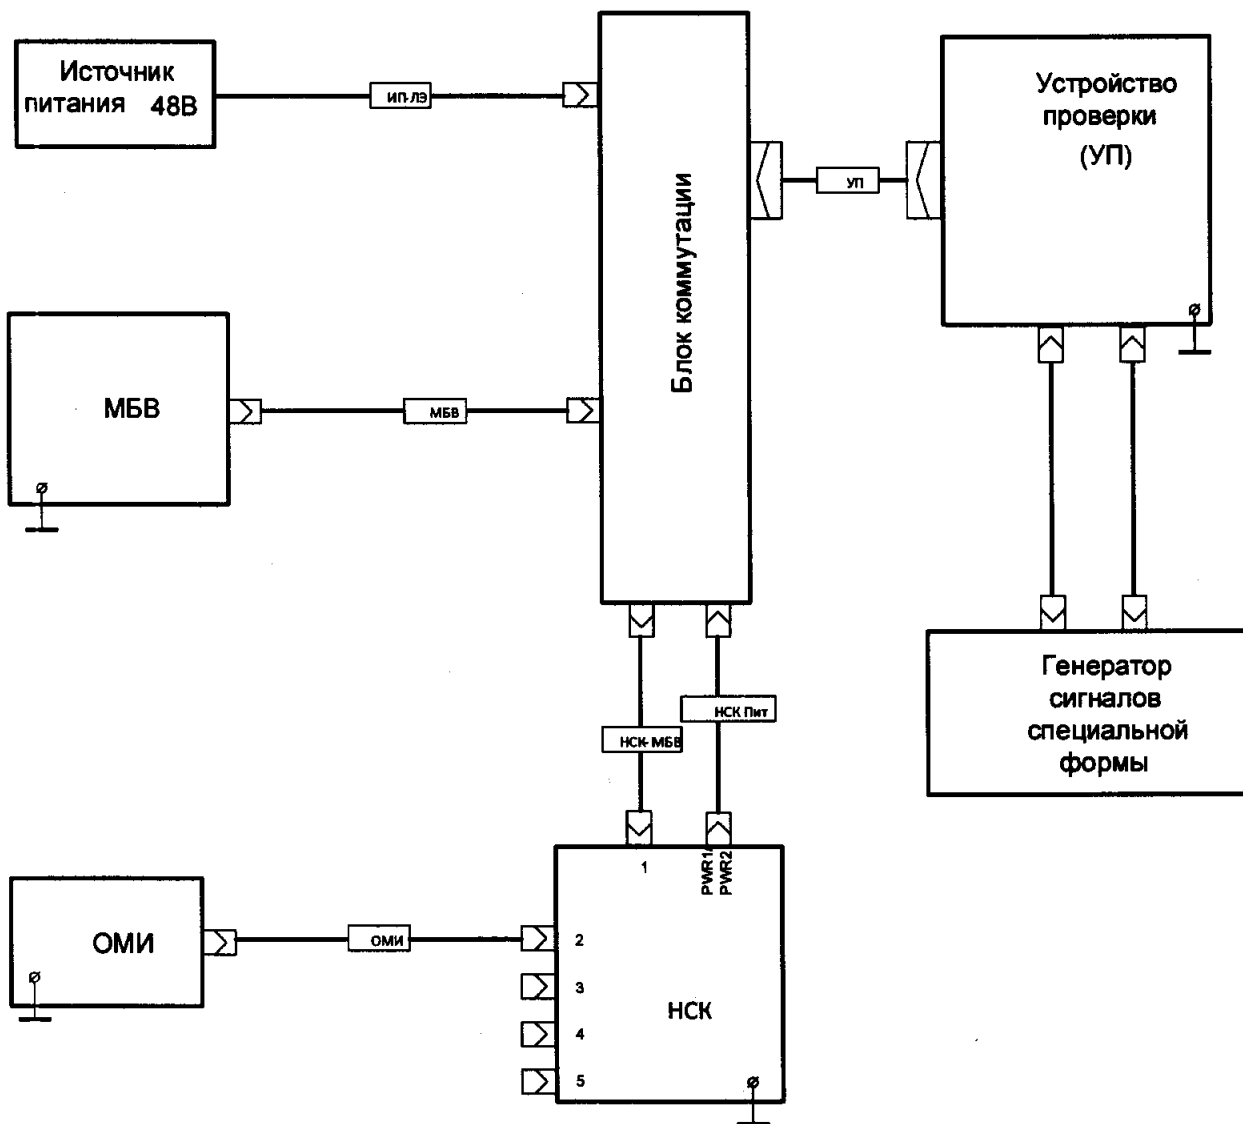 Источник
питания 48В
ИП-ЛЭ
Блок коммутации
УП
Устройство
проверки
(УП)
МБВ
МБВ
НСК-МБВ
НСК Пит
Генератор
сигналов
специальной
формы
1
PWR1/
PWR2
ОМИ
ОМИ
2
3
4
5
НСК